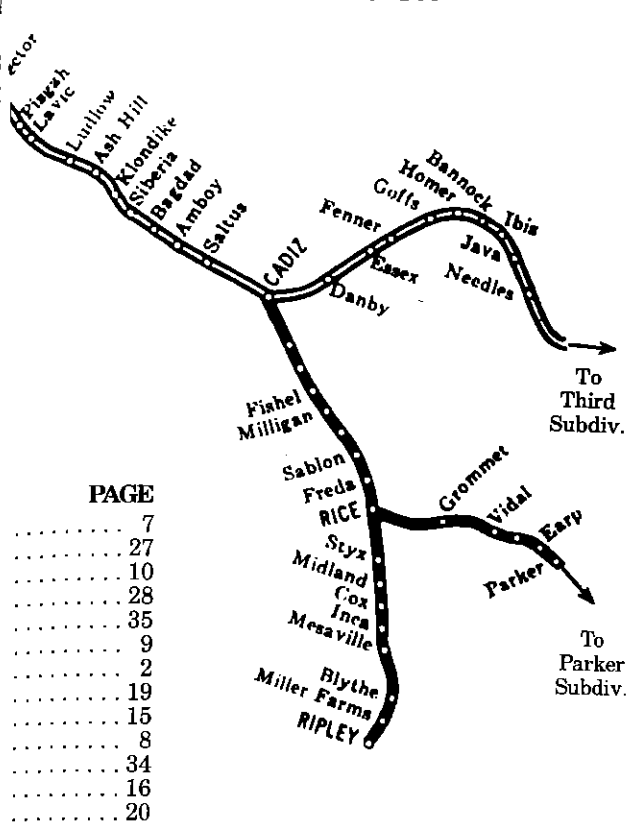 Pisgah
Lavic
Ludlow
Ash Hill
Klondike
Siberia
Bagdad
Amboy
Saltus
CADIZ
Danby
Essex
Fenner
Goffs
Homer
Bannock
Ibis
Java
Needles
To
Third
Subdiv.
Fishel
Milligan
Sablon
Freda
RICE
Grommet
Vidal
Earp
Parker
To
Parker
Subdiv.
Styx
Midland
Cox
Inca
Mesaville
Blythe
Miller Farms
RIPLEY
PAGE
......... 7
......... 27
......... 10
......... 28
......... 35
......... 9
......... 2
......... 19
......... 15
......... 8
......... 34
......... 16
......... 20